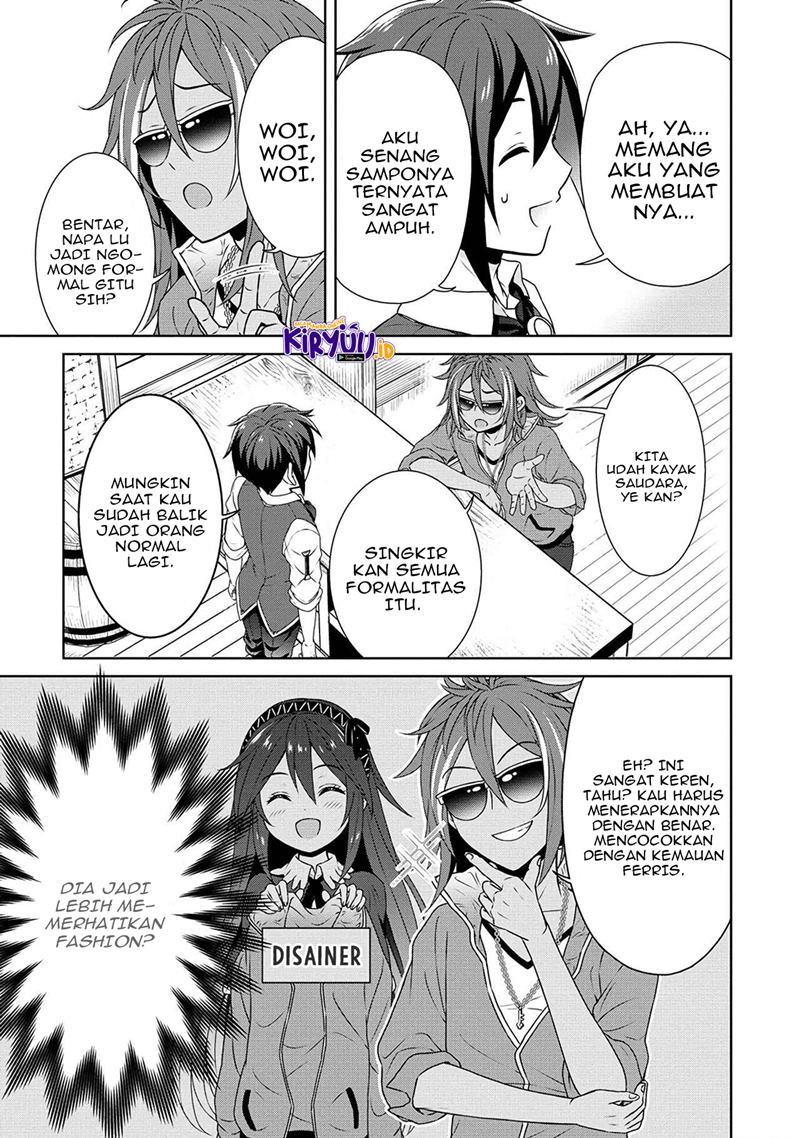 AH, YA...
MEMANG
AKU YANG
MEMBUAT
NYA...
AKU
SENANG
SAMPONYA
TERNYATA
SANGAT
AMPUH.
WOI,
WOI,
WOI.
BENTAR,
NAPA LU
JADI NGO-
MONG FOR-
MAL GITU
SIH?
KIRYUU.ID
KITA
UDAH KAYAK
SAUDARA,
YE KAN?
SINGKIR
KAN SEMUA
FORMALITAS
ITU.
MUNGKIN
SAAT KAU
SUDAH BALIK
JADI ORANG
NORMAL
LAGI.
EH? INI
SANGAT KEREN,
TAHU? KAU HARUS
MENERAPKANNYA
DENGAN BENAR.
MENCOCOKKAN
DENGAN KEMAUAN
FERRIS.
DISAINER
DIA JADI
LEBIH ME-
MERHATIKAN
FASHION?